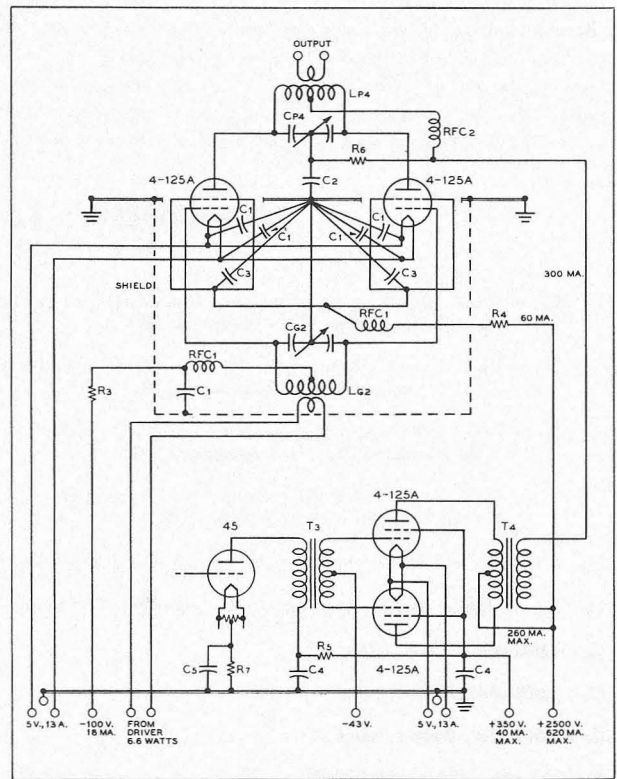 OUTPUT
LP4
CP4
RFC2
R6
4-125A
C2
4-125A
C1
C1
C1
C1
C3
C3
SHIELD
300 MA.
RFC1
R4
60 MA.
CG2
RFC1
LG2
R3
C1
4-125A
45
T3
T4
R5
260 MA.
MAX.
C5
R7
C4
4-125A
C4
5 V., 13 A.
-100 V.
18 MA.
FROM
DRIVER
6.6 WATTS
-43 V.
5 V., 13 A.
+350 V.
40 MA.
MAX.
+2500 V.
620 MA.
MAX.